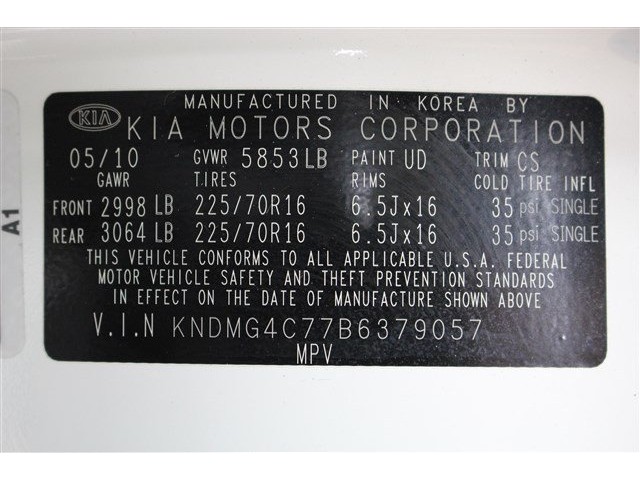 MANUFACTURED IN KOREA BY
KIA KIA MOTORS CORPORATION
05/10 GVWR 5853LB PAINT UD TRIM CS
GAWR TIRES RIMS COLD TIRE INFL
FRONT 2998 LB 225/70R16 6.5Jx16 35 psi SINGLE
REAR 3064 LB 225/70R16 6.5Jx16 35 psi SINGLE
THIS VEHICLE CONFORMS TO ALL APPLICABLE U.S.A. FEDERAL
MOTOR VEHICLE SAFETY AND THEFT PREVENTION STANDARDS
IN EFFECT ON THE DATE OF MANUFACTURE SHOWN ABOVE
V.I.N KNDMG4C77B6379057
MPV
A1